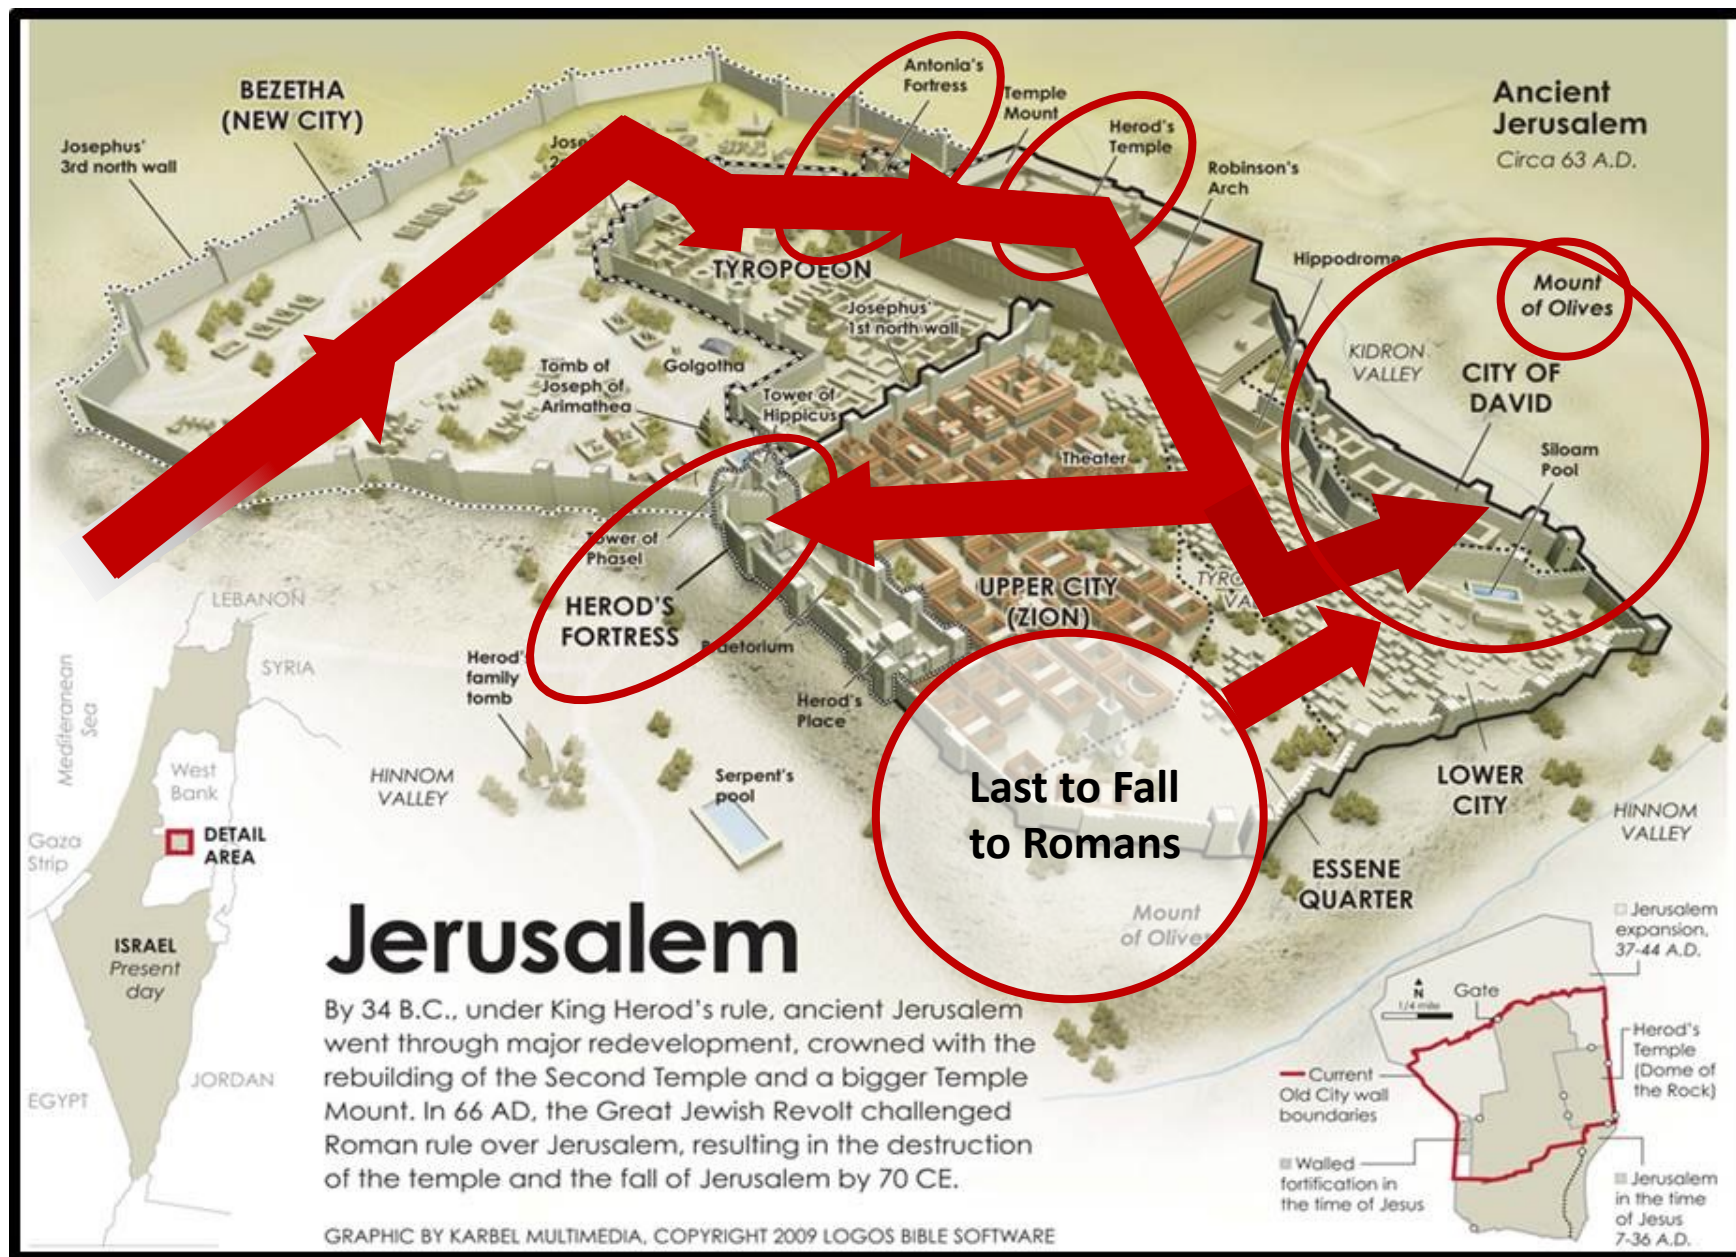 BEZETHA
(NEW CITY)
Josephus'
3rd north wall
Antonia's
Fortress
Temple
Mount
Herod's
Temple
Robinson's
Arch
Ancient
Jerusalem
Circa 63 A.D.
TYROPOEON
Josephus'
1st north wall
Hippodrome
Mount
of Olives
KIDRON
VALLEY
CITY OF
DAVID
Siloam
Pool
Golgotha
Tomb of
Joseph of
Arimathea
Tower of
Hippicus
Theater
Tower of
Phasel
HEROD'S
FORTRESS
UPPER CITY
(ZION)
Herod's
family
tomb
Herod's
Place
Serpent's
pool
HINNOM
VALLEY
Last to Fall
to Romans
LOWER
CITY
HINNOM
VALLEY
ESSENE
QUARTER
Mount
of Olives
LEBANON
SYRIA
Mediteranean
Sea
West
Bank
Gaza
Strip
DETAIL
AREA
ISRAEL
Present
day
JORDAN
EGYPT
Jerusalem
By 34 B.C., under King Herod's rule, ancient Jerusalem
went through major redevelopment, crowned with the
rebuilding of the Second Temple and a bigger Temple
Mount. In 66 AD, the Great Jewish Revolt challenged
Roman rule over Jerusalem, resulting in the destruction
of the temple and the fall of Jerusalem by 70 CE.
GRAPHIC BY KARBEL MULTIMEDIA, COPYRIGHT 2009 LOGOS BIBLE SOFTWARE
Jerusalem
expansion,
37-44 A.D.
N
1/4 mile
Gate
Herod's
Temple
(Dome of
the Rock)
Current
Old City wall
boundaries
Walled
fortification in
the time of Jesus
Jerusalem
in the time
of Jesus
7-36 A.D.